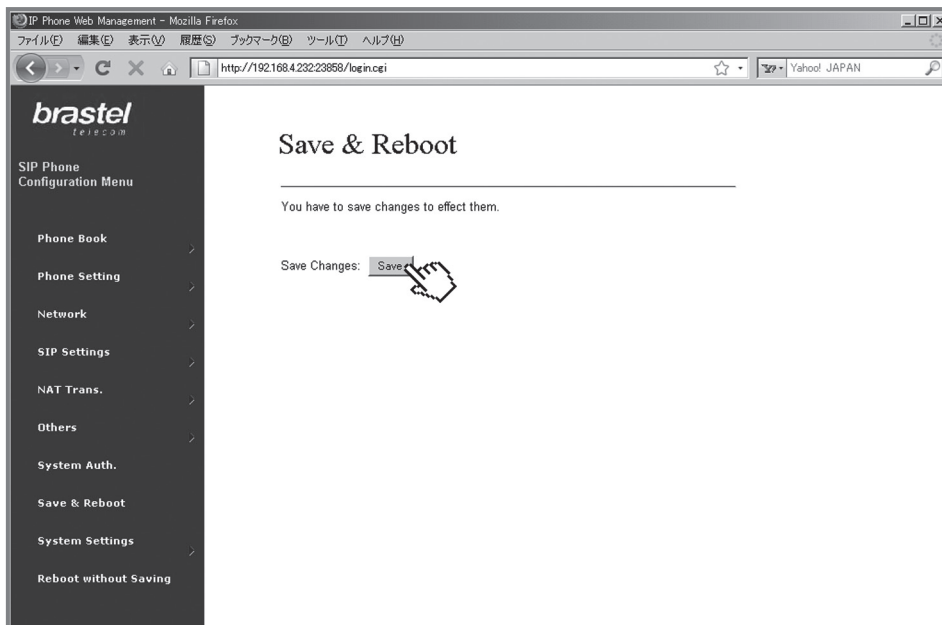 IP Phone Web Management - Mozilla Firefox
ファイル(F) 編集(E) 表示(V) 履歴(S) ブックマーク(B) ツール(T) ヘルプ(H)
http://192.168.4.232:23858/login.cgi
Yahoo! JAPAN
brastel
telecom
SIP Phone
Configuration Menu
Phone Book
Phone Setting
Network
SIP Settings
NAT Trans.
Others
System Auth.
Save & Reboot
System Settings
Reboot without Saving
Save & Reboot
You have to save changes to effect them.
Save Changes: Save